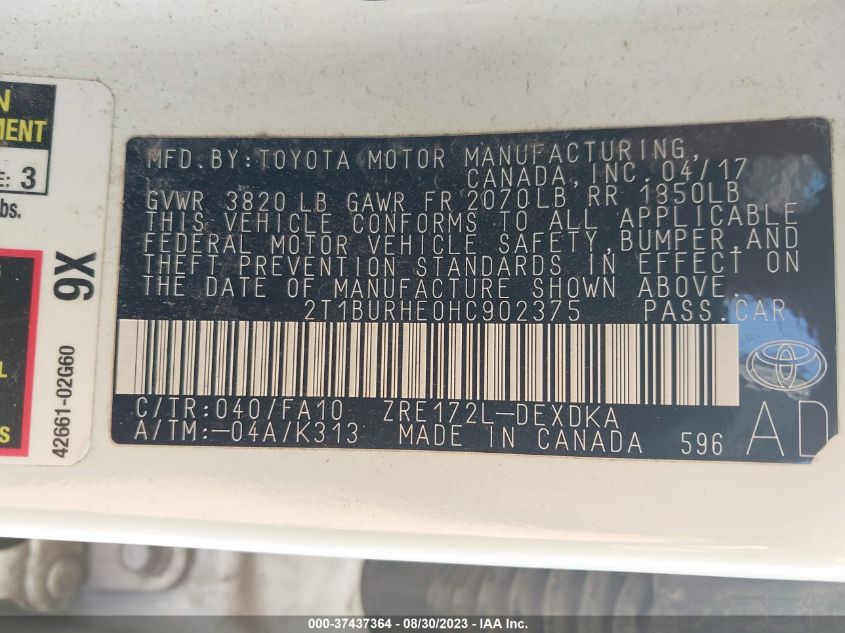 N
MENT
E: 3
bs.
L
S
9X
42661-02G60
MFD.BY:TOYOTA MOTOR MANUFACTURING,
CANADA,INC.04/17
GVWR 3820 LB GAWR FR 2070LB RR 1850LB
THIS VEHICLE CONFORMS TO ALL APPLICABLE
FEDERAL MOTOR VEHICLE SAFETY,BUMPER,AND
THEFT PREVENTION STANDARDS IN EFFECT ON
THE DATE OF MANUFACTURE SHOWN ABOVE.
2T1BURHE0HC902375 PASS.CAR
C/TR:040/FA10 ZRE172L-DEXDKA
A/TM:-04A/K313 MADE IN CANADA 596
AD
000-37437364 • 08/30/2023 - IAA Inc.